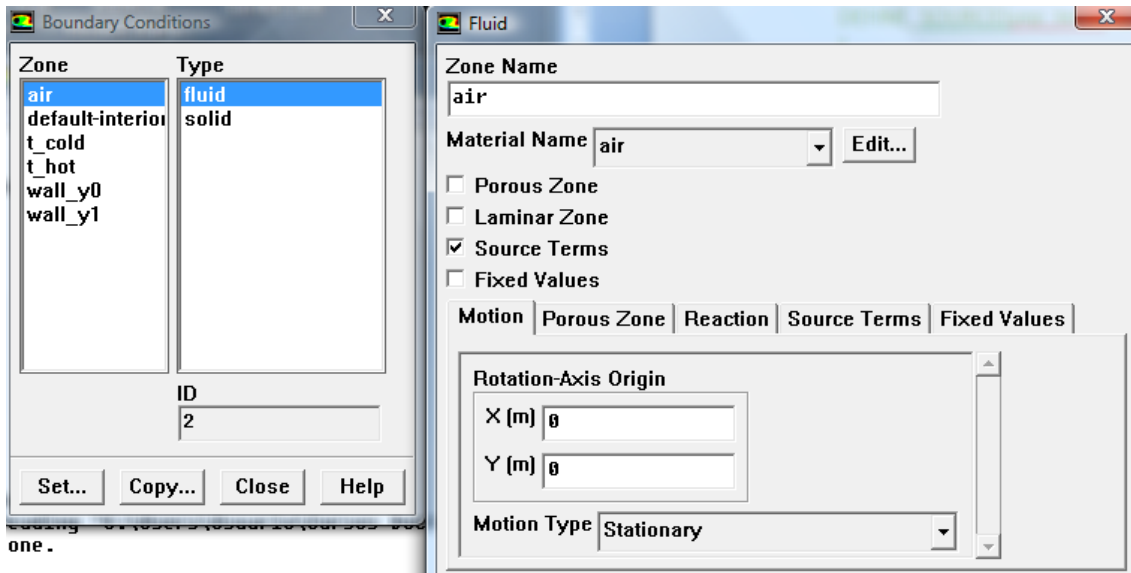 Boundary Conditions
X
Zone
Type
air
default-interior
t_cold
t_hot
wall_y0
wall_y1
fluid
solid
ID
2
Set...
Copy...
Close
Help
one.
Fluid
X
Zone Name
air
Material Name air
Edit...
Porous Zone
Laminar Zone
Source Terms
Fixed Values
Motion
Porous Zone
Reaction
Source Terms
Fixed Values
Rotation-Axis Origin
X (m) 0
Y (m) 0
Motion Type Stationary